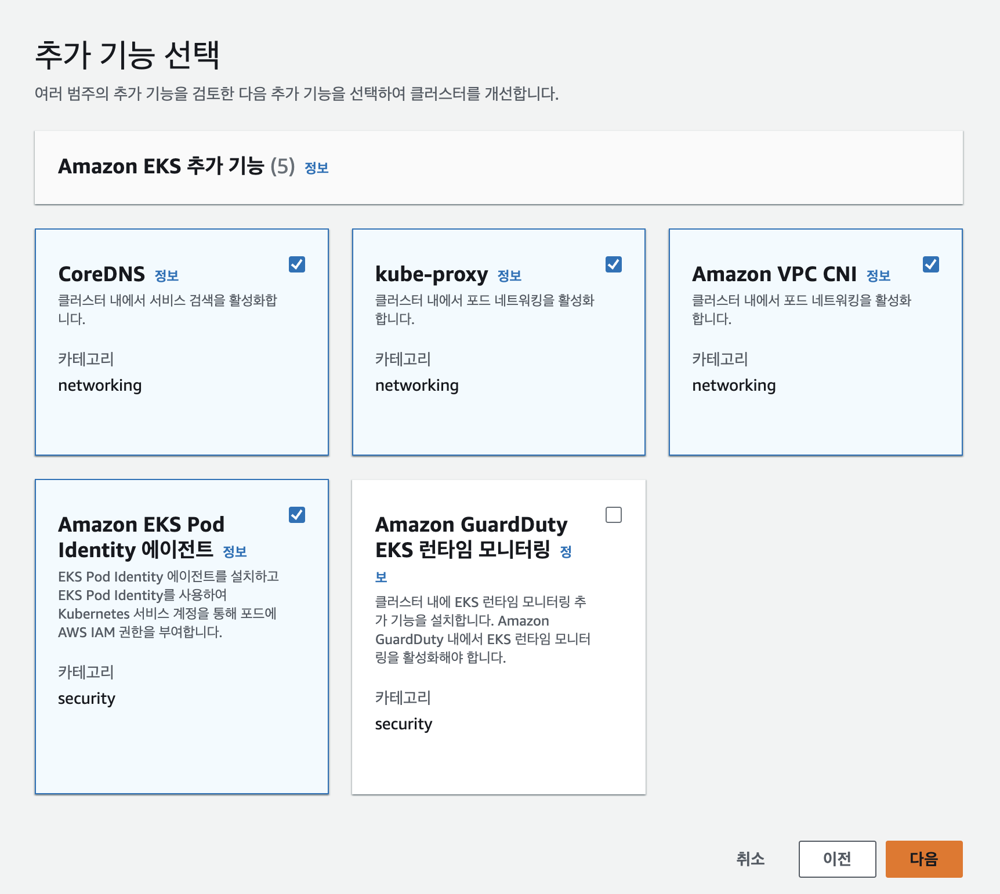 추가 기능 선택
여러 범주의 추가 기능을 검토한 다음 추가 기능을 선택하여 클러스터를 개선합니다.
Amazon EKS 추가 기능 (5) 정보
CoreDNS 정보
클러스터 내에서 서비스 검색을 활성화합
니다.
카테고리
networking
kube-proxy 정보
클러스터 내에서 포드 네트워킹을 활성화
합니다.
카테고리
networking
Amazon VPC CNI 정보
클러스터 내에서 포드 네트워킹을 활성화
합니다.
카테고리
networking
Amazon EKS Pod
Identity 에이전트 정보
EKS Pod Identity 에이전트를 설치하고
EKS Pod Identity를 사용하여
Kubernetes 서비스 계정을 통해 포드에
AWS IAM 권한을 부여합니다.
카테고리
security
Amazon GuardDuty
EKS 런타임 모니터링 정
보
클러스터 내에 EKS 런타임 모니터링 추
가 기능을 설치합니다. Amazon
GuardDuty 내에서 EKS 런타임 모니터
링을 활성화해야 합니다.
카테고리
security
취소
이전
다음